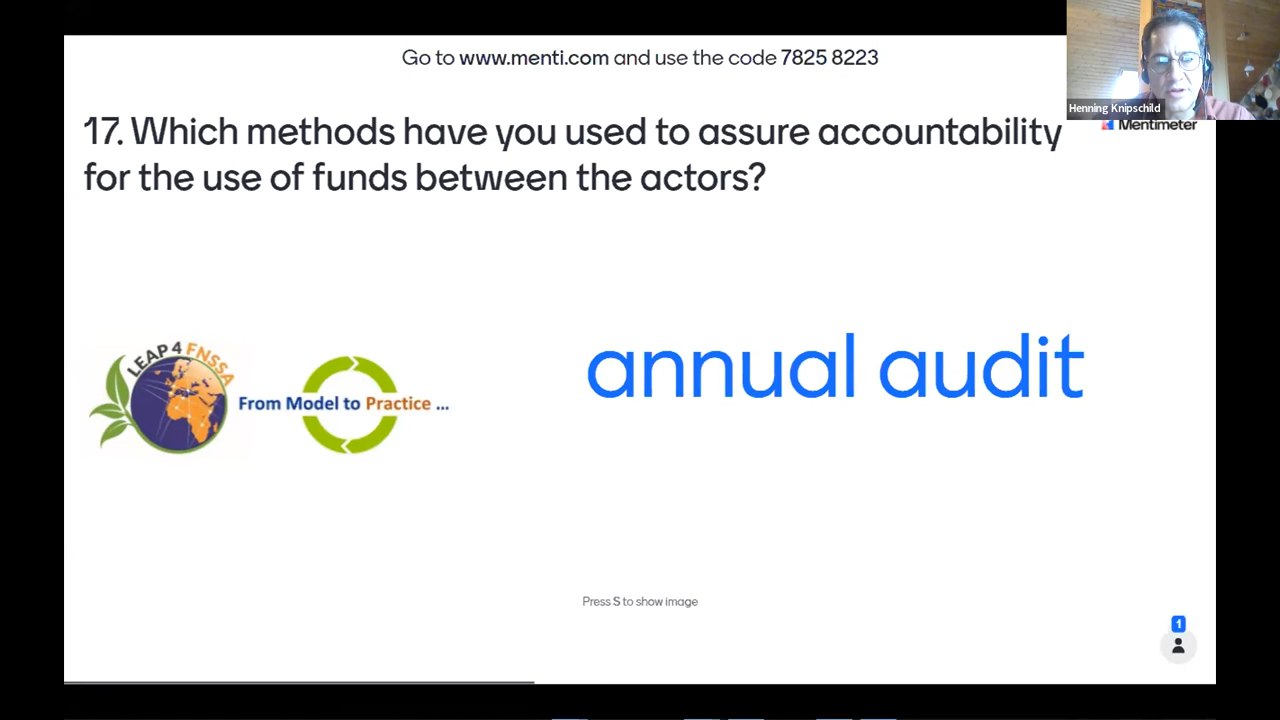 Go to www.menti.com and use the code 7825 8223
Henning Knipschild
Mentimeter
17. Which methods have you used to assure accountability
for the use of funds between the actors?
LEAP4 FNSSA
From Model to Practice ...
annual audit
Press S to show image
1